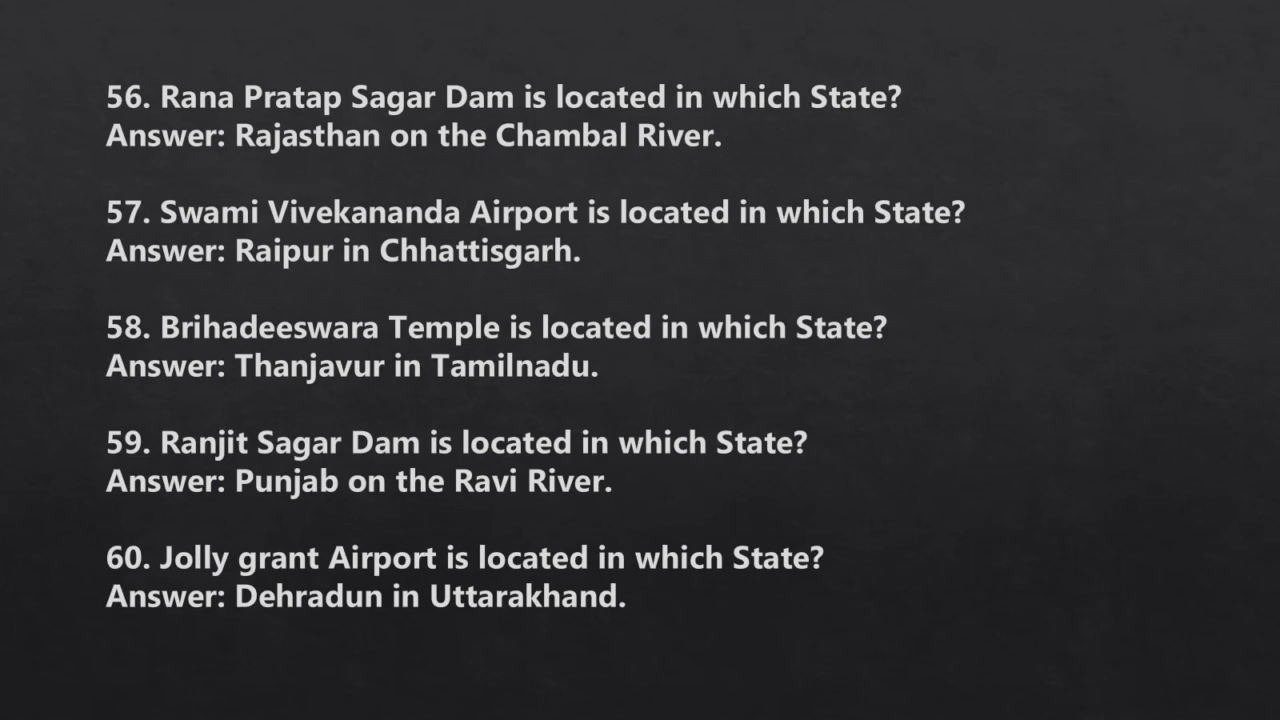 56. Rana Pratap Sagar Dam is located in which State?
Answer: Rajasthan on the Chambal River.
57. Swami Vivekananda Airport is located in which State?
Answer: Raipur in Chhattisgarh.
58. Brihadeeswara Temple is located in which State?
Answer: Thanjavur in Tamilnadu.
59. Ranjit Sagar Dam is located in which State?
Answer: Punjab on the Ravi River.
60. Jolly grant Airport is located in which State?
Answer: Dehradun in Uttarakhand.